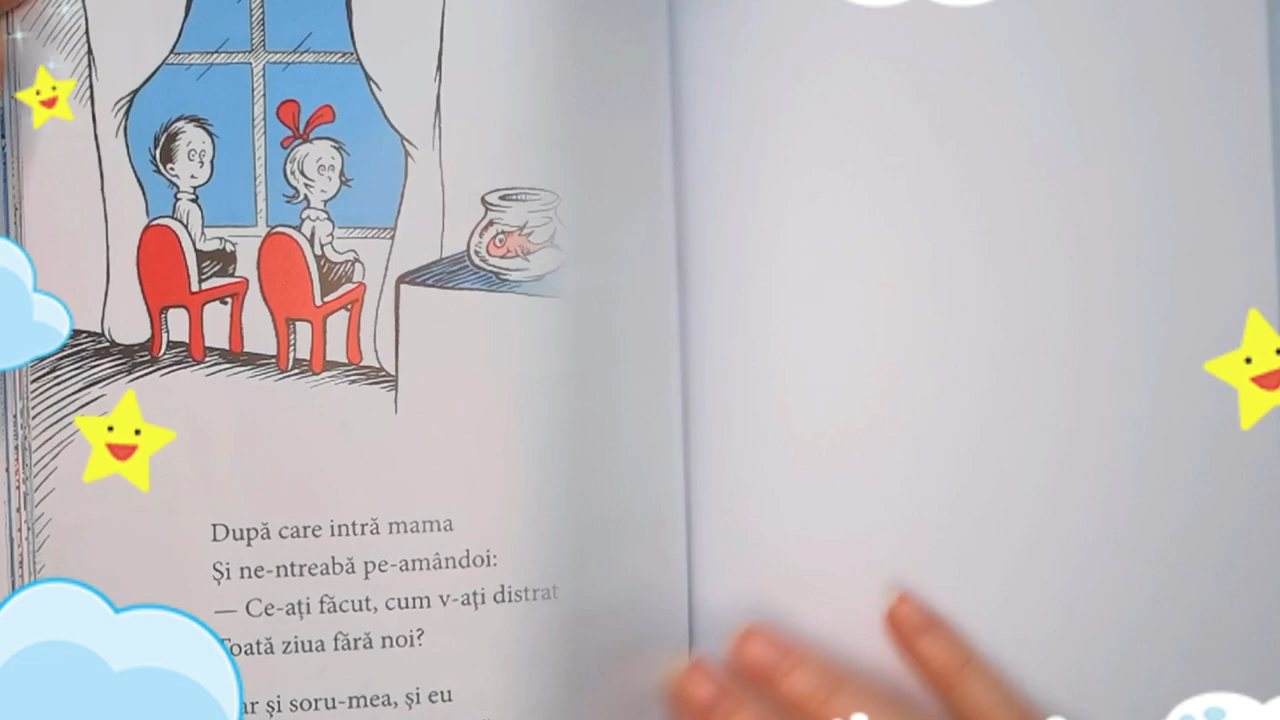 După care intră mama
Și ne-ntreabă pe-amândoi:
— Ce-ați făcut, cum v-ați distrat
Toată ziua fără noi?
și soru-mea, și eu